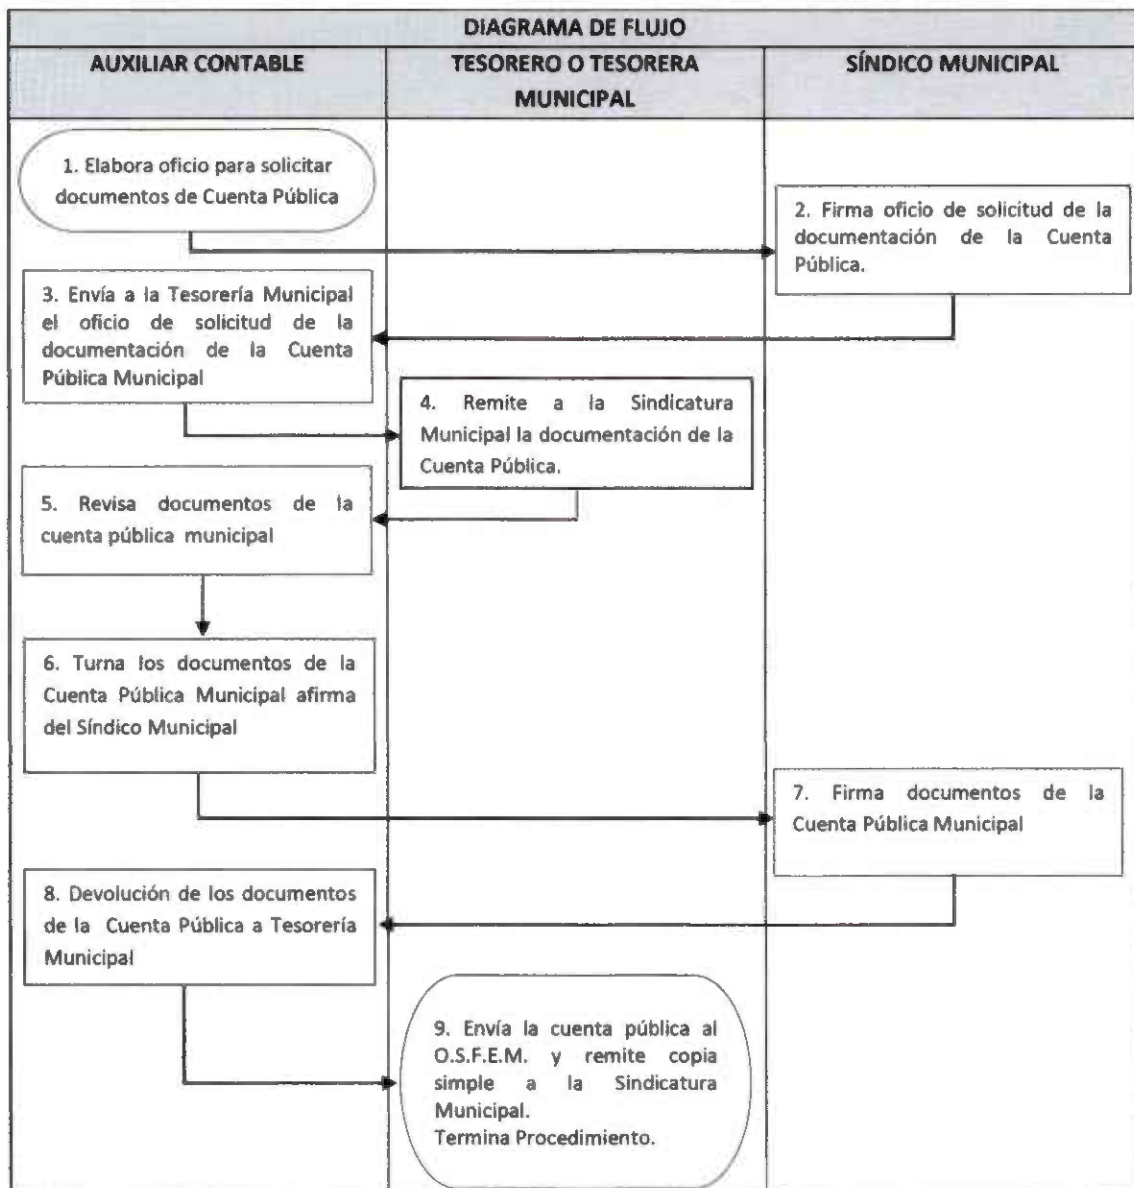 DIAGRAMA DE FLUJO
AUXILIAR CONTABLE
TESORERO O TESORERA
MUNICIPAL
SÍNDICO MUNICIPAL
1. Elabora oficio para solicitar
documentos de Cuenta Pública
2. Firma oficio de solicitud de la
documentación de la Cuenta
Pública.
3. Envía a la Tesorería Municipal
el oficio de solicitud de la
documentación de la Cuenta
Pública Municipal
4. Remite a la Sindicatura
Municipal la documentación de la
Cuenta Pública.
5. Revisa documentos de la
cuenta pública municipal
6. Turna los documentos de la
Cuenta Pública Municipal afirma
del Síndico Municipal
7. Firma documentos de la
Cuenta Pública Municipal
8. Devolución de los documentos
de la Cuenta Pública a Tesorería
Municipal
9. Envía la cuenta pública al
O.S.F.E.M. y remite copia
simple a la Sindicatura
Municipal.
Termina Procedimiento.